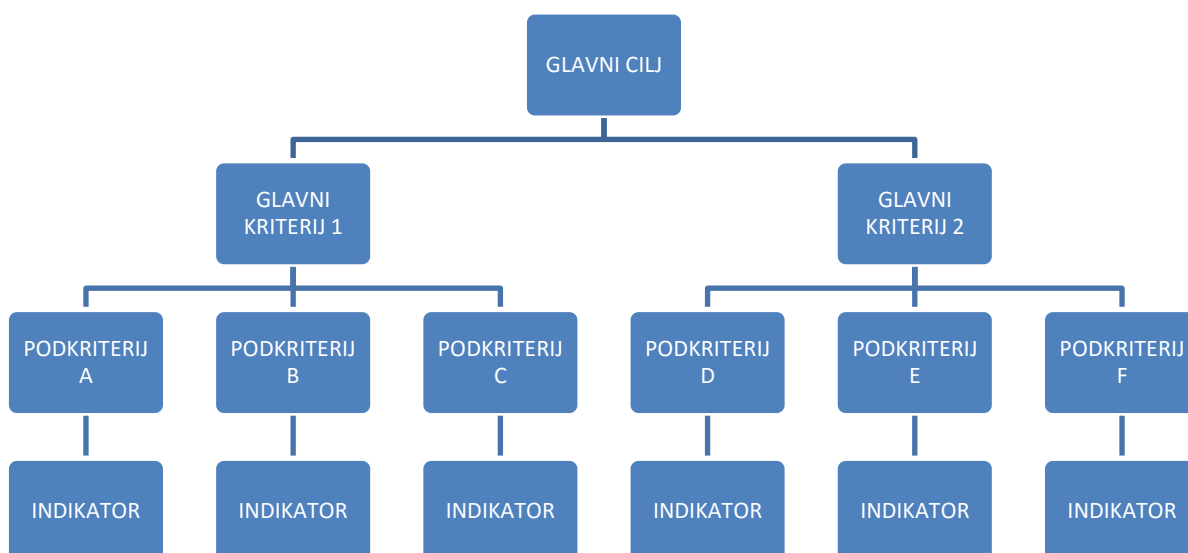 GLAVNI CILJ
GLAVNI
KRITERIJ 1
GLAVNI
KRITERIJ 2
PODKRITERIJ
A
PODKRITERIJ
B
PODKRITERIJ
C
PODKRITERIJ
D
PODKRITERIJ
E
PODKRITERIJ
F
INDIKATOR
INDIKATOR
INDIKATOR
INDIKATOR
INDIKATOR
INDIKATOR